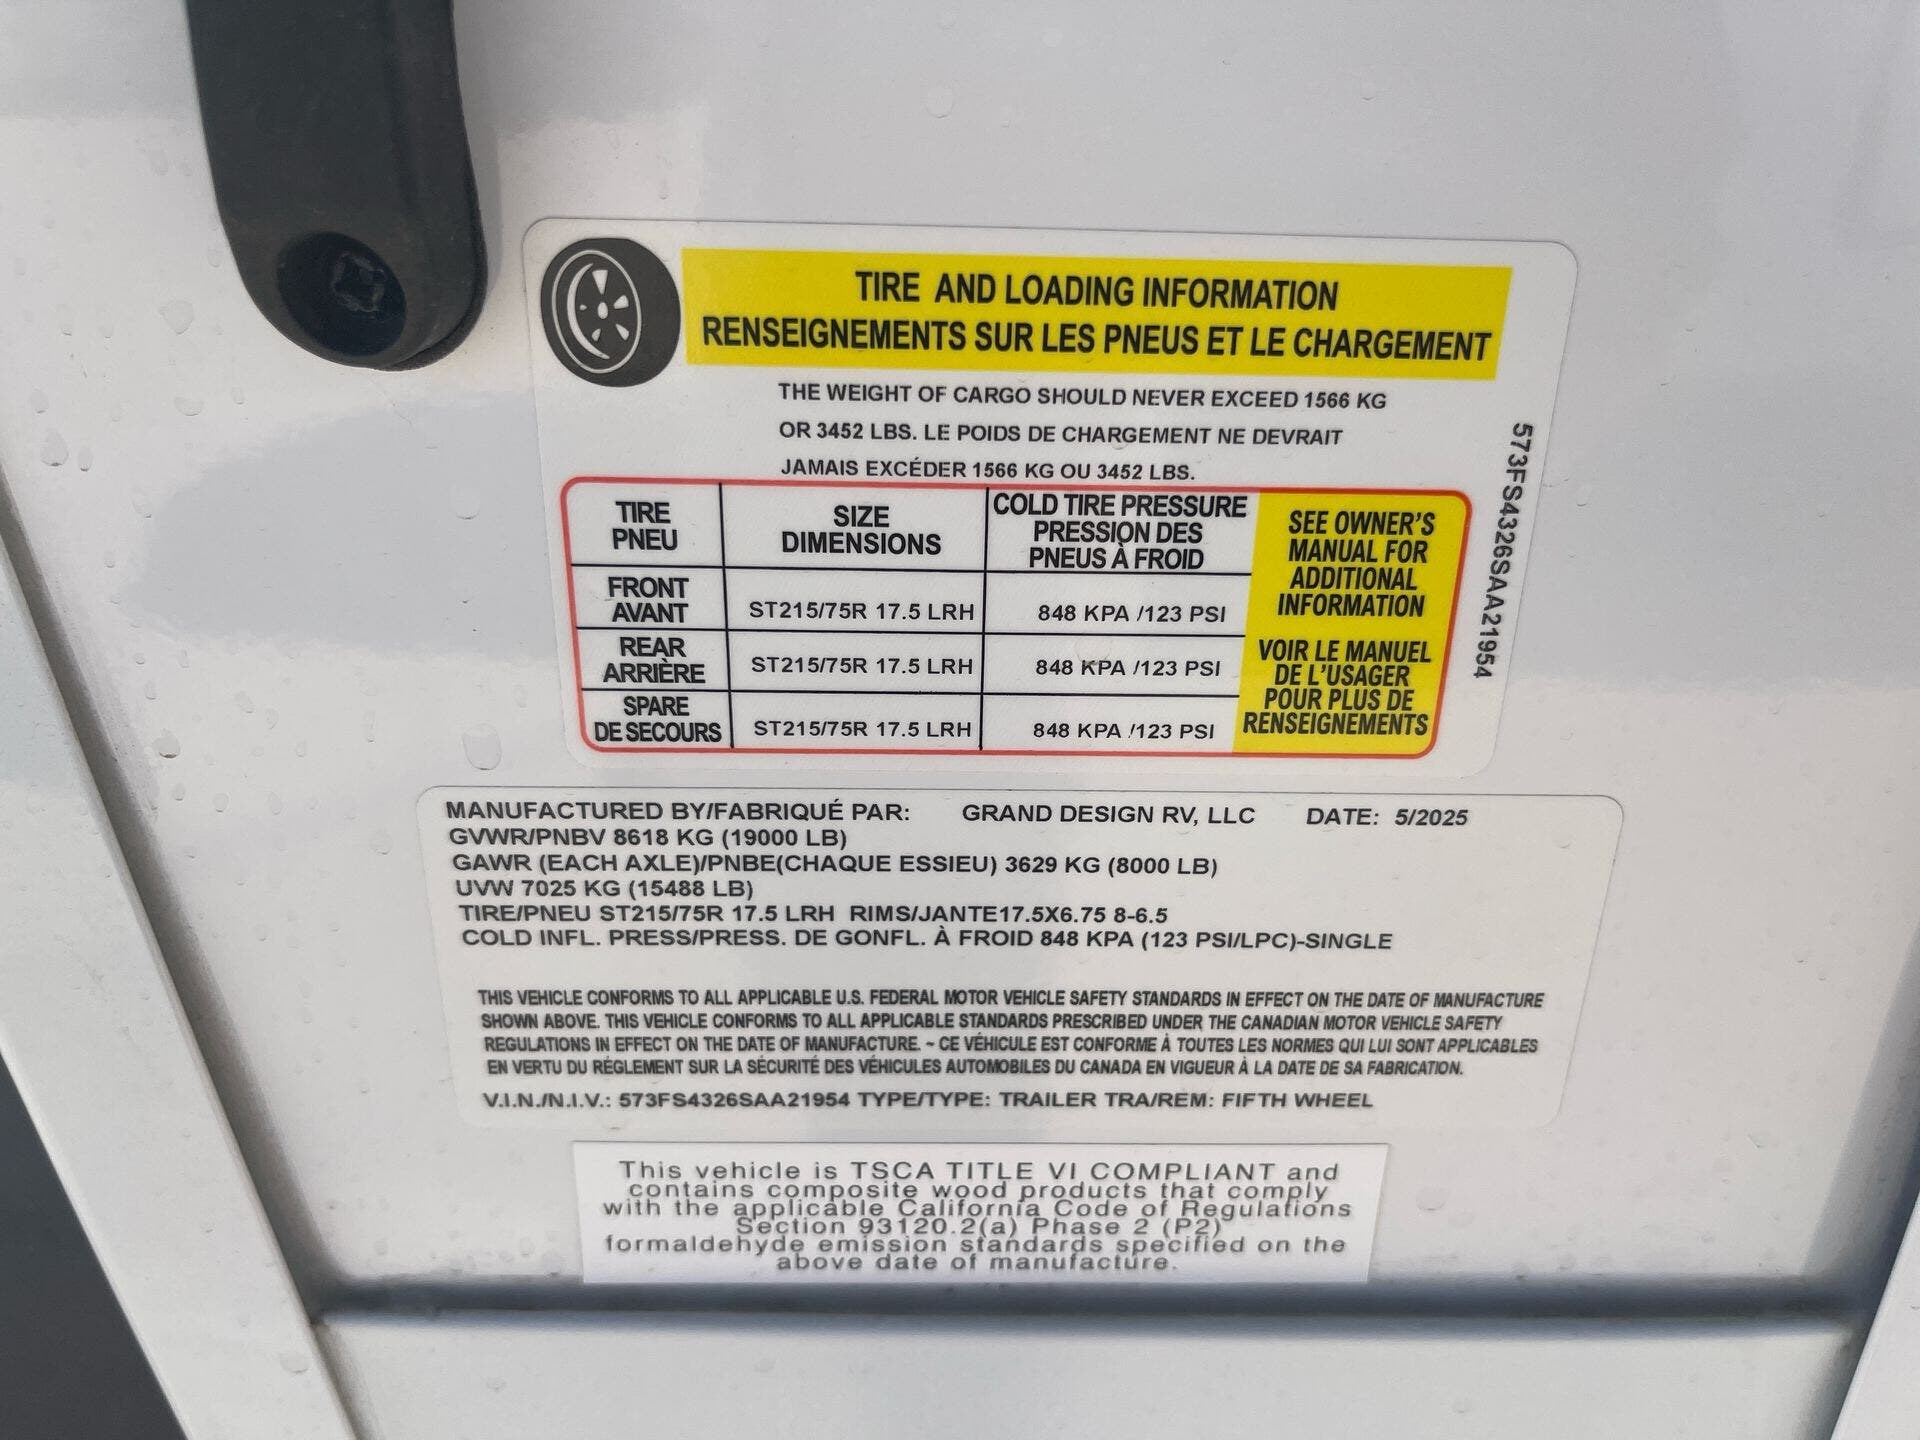 TIRE AND LOADING INFORMATION
RENSEIGNEMENTS SUR LES PNEUS ET LE CHARGEMENT
THE WEIGHT OF CARGO SHOULD NEVER EXCEED 1566 KG
OR 3452 LBS. LE POIDS DE CHARGEMENT NE DEVRAIT
JAMAIS EXCÉDER 1566 KG OU 3452 LBS.
TIRE
PNEU
SIZE
DIMENSIONS
COLD TIRE PRESSURE
PRESSION DES
PNEUS À FROID
FRONT
AVANT
ST215/75R 17.5 LRH
848 KPA /123 PSI
REAR
ARRIÈRE
ST215/75R 17.5 LRH
848 KPA /123 PSI
SPARE
DE SECOURS
ST215/75R 17.5 LRH
848 KPA /123 PSI
SEE OWNER'S
MANUAL FOR
ADDITIONAL
INFORMATION
VOIR LE MANUEL
DE L'USAGER
POUR PLUS DE
RENSEIGNEMENTS
573FS4326SAA21954
MANUFACTURED BY/FABRIQUÉ PAR: GRAND DESIGN RV, LLC DATE: 5/2025
GVWR/PNBV 8618 KG (19000 LB)
GAWR (EACH AXLE)/PNBE(CHAQUE ESSIEU) 3629 KG (8000 LB)
UVW 7025 KG (15488 LB)
TIRE/PNEU ST215/75R 17.5 LRH RIMS/JANTE17.5X6.75 8-6.5
COLD INFL. PRESS/PRESS. DE GONFL. À FROID 848 KPA (123 PSI/LPC)-SINGLE
THIS VEHICLE CONFORMS TO ALL APPLICABLE U.S. FEDERAL MOTOR VEHICLE SAFETY STANDARDS IN EFFECT ON THE DATE OF MANUFACTURE
SHOWN ABOVE. THIS VEHICLE CONFORMS TO ALL APPLICABLE STANDARDS PRESCRIBED UNDER THE CANADIAN MOTOR VEHICLE SAFETY
REGULATIONS IN EFFECT ON THE DATE OF MANUFACTURE. ~ CE VÉHICULE EST CONFORME À TOUTES LES NORMES QUI LUI SONT APPLICABLES
EN VERTU DU RÉGLEMENT SUR LA SÉCURITÉ DES VÉHICULES AUTOMOBILES DU CANADA EN VIGUEUR À LA DATE DE SA FABRICATION.
V.I.N./N.I.V.: 573FS4326SAA21954 TYPE/TYPE: TRAILER TRA/REM: FIFTH WHEEL
This vehicle is TSCA TITLE VI COMPLIANT and
contains composite wood products that comply
with the applicable California Code of Regulations
Section 93120.2(a) Phase 2 (P2)
formaldehyde emission standards specified on the
above date of manufacture.